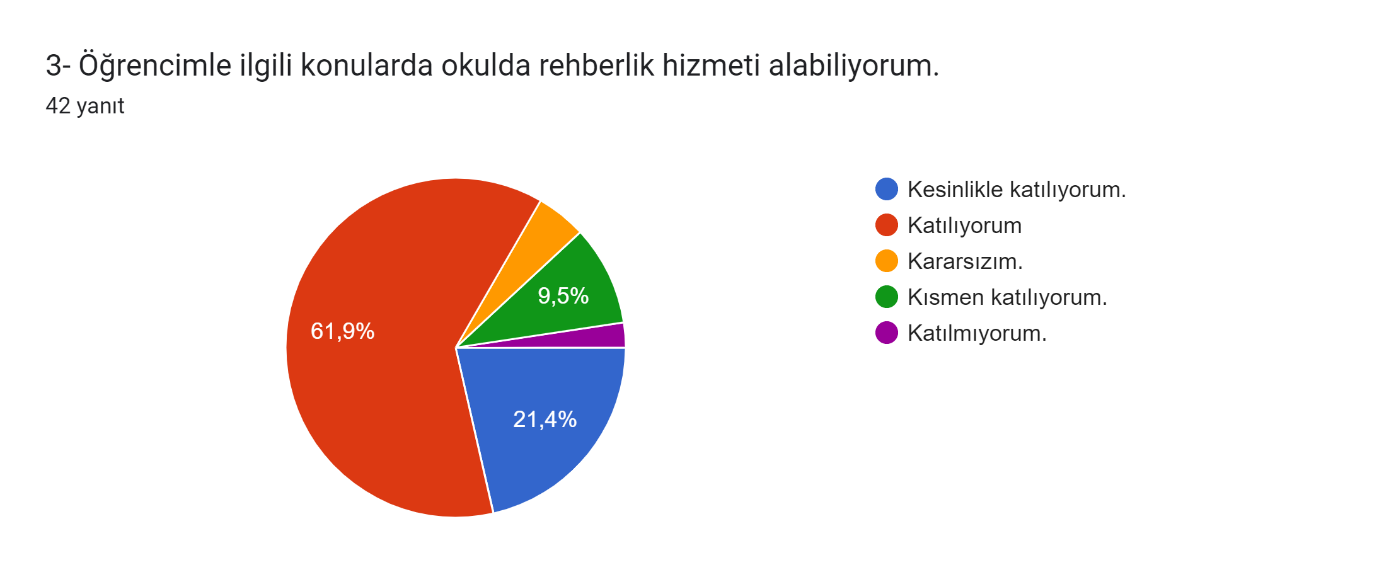 3- Öğrencimle ilgili konularda okulda rehberlik hizmeti alabiliyorum.
42 yanıt
Kesinlikle katılıyorum.
Katılıyorum
Kararsızım.
Kısmen katılıyorum.
Katılmıyorum.
9,5%
61,9%
21,4%